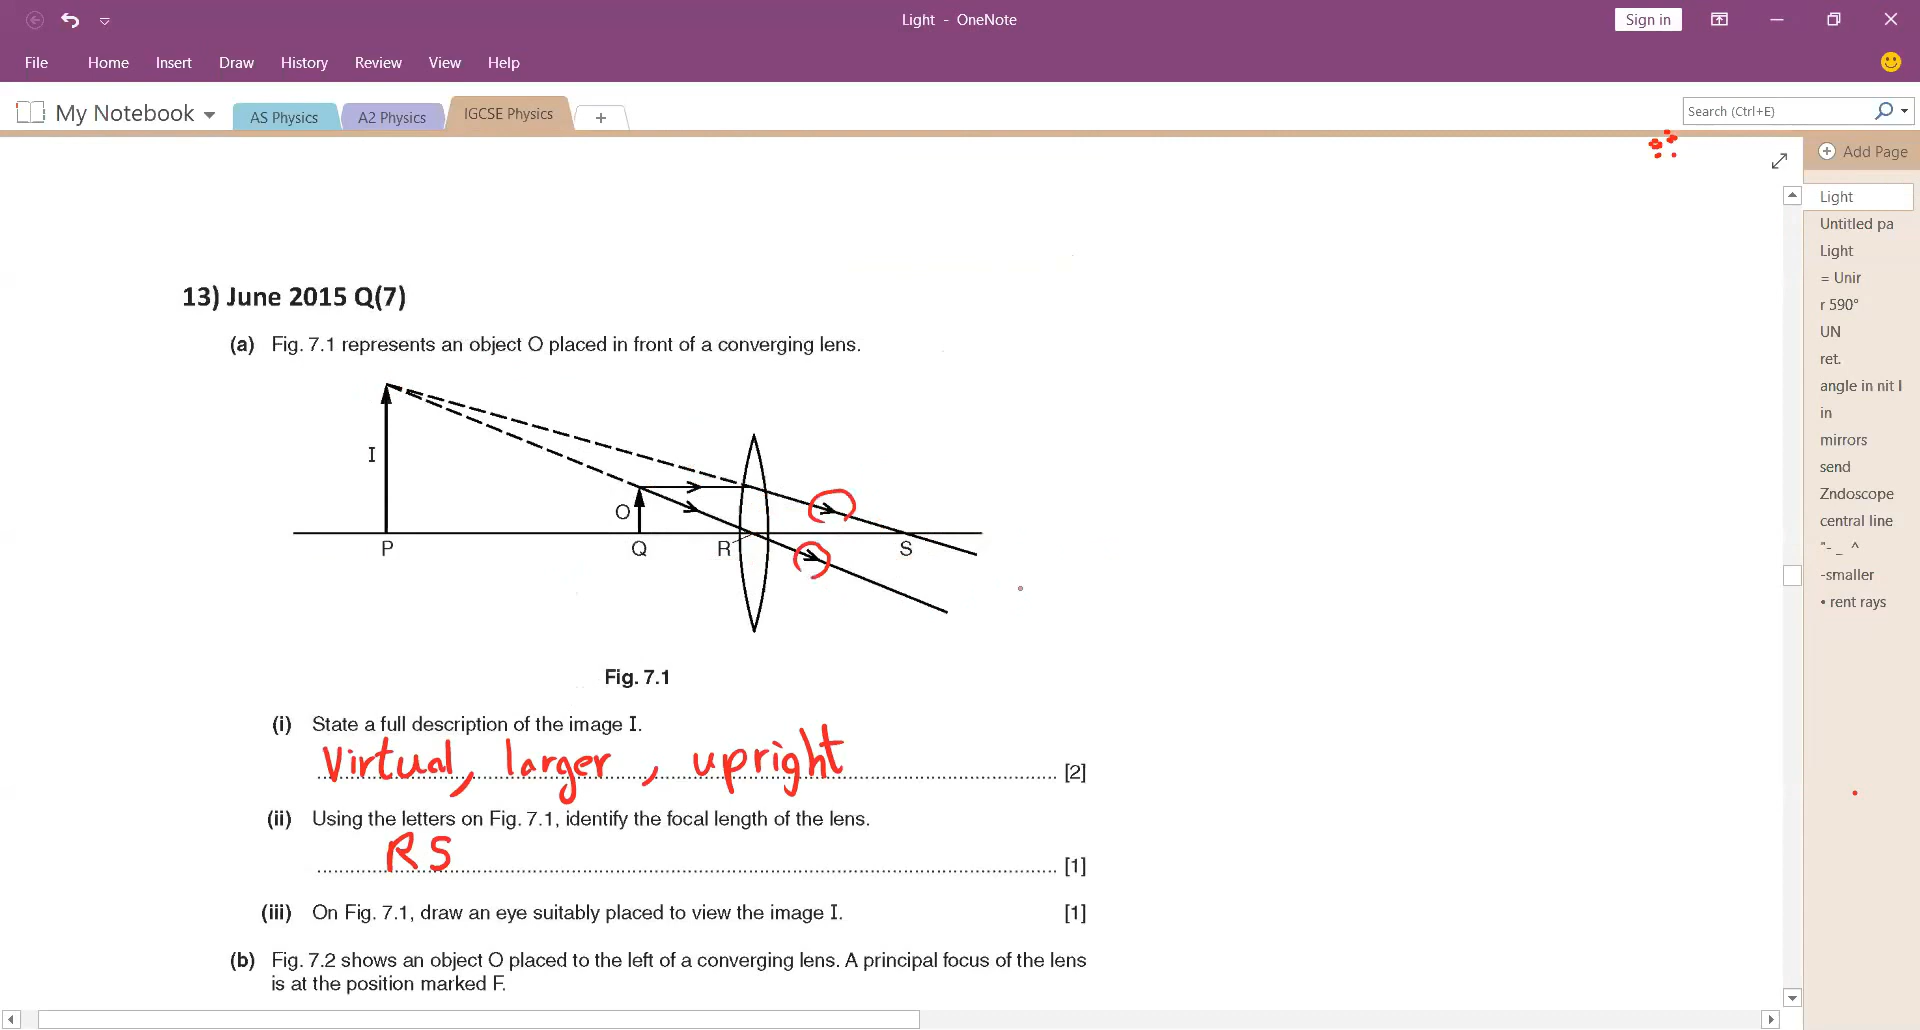 Light - OneNote
Sign in
File Home Insert Draw History Review View Help
My Notebook
AS Physics
A2 Physics
IGCSE Physics
+
Search (Ctrl+E)
Add Page
Light
Untitled pa
Light
= Unir
r 590°
UN
ret.
angle in nit I
in
mirrors
send
Zndoscope
central line
"- _ ^
-smaller
• rent rays
13) June 2015 Q(7)
(a) Fig. 7.1 represents an object O placed in front of a converging lens.
I
O
P Q R S
Fig. 7.1
(i) State a full description of the image I.
Virtual, larger, upright [2]
(ii) Using the letters on Fig. 7.1, identify the focal length of the lens.
RS [1]
(iii) On Fig. 7.1, draw an eye suitably placed to view the image I. [1]
(b) Fig. 7.2 shows an object O placed to the left of a converging lens. A principal focus of the lens
is at the position marked F.